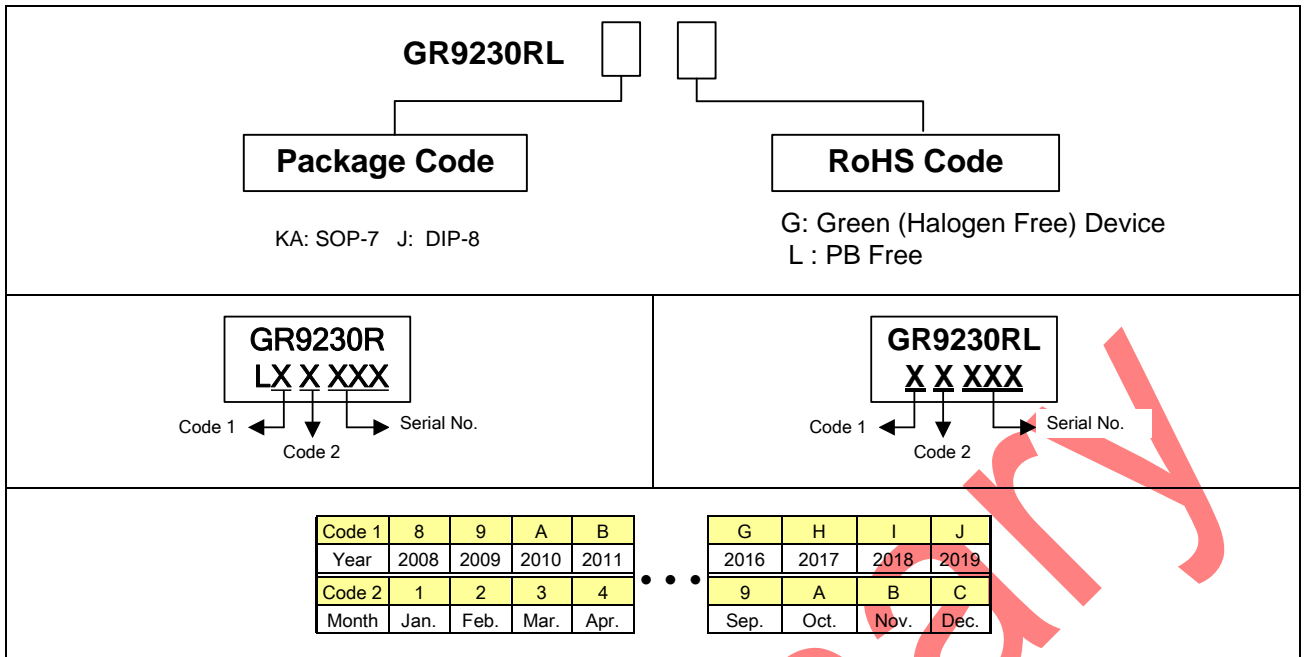 GR9230RL
Package Code
RoHS Code
KA: SOP-7 J: DIP-8
G: Green (Halogen Free) Device
L : PB Free
GR9230R
LX X XXX
Code 1
Serial No.
Code 2
GR9230RL
X X XXX
Code 1
Serial No.
Code 2
Code 1 8 9 A B G H I J
Year 2008 2009 2010 2011 • • • 2016 2017 2018 2019
Code 2 1 2 3 4 9 A B C
Month Jan. Feb. Mar. Apr. Sep. Oct. Nov. Dec.
ary